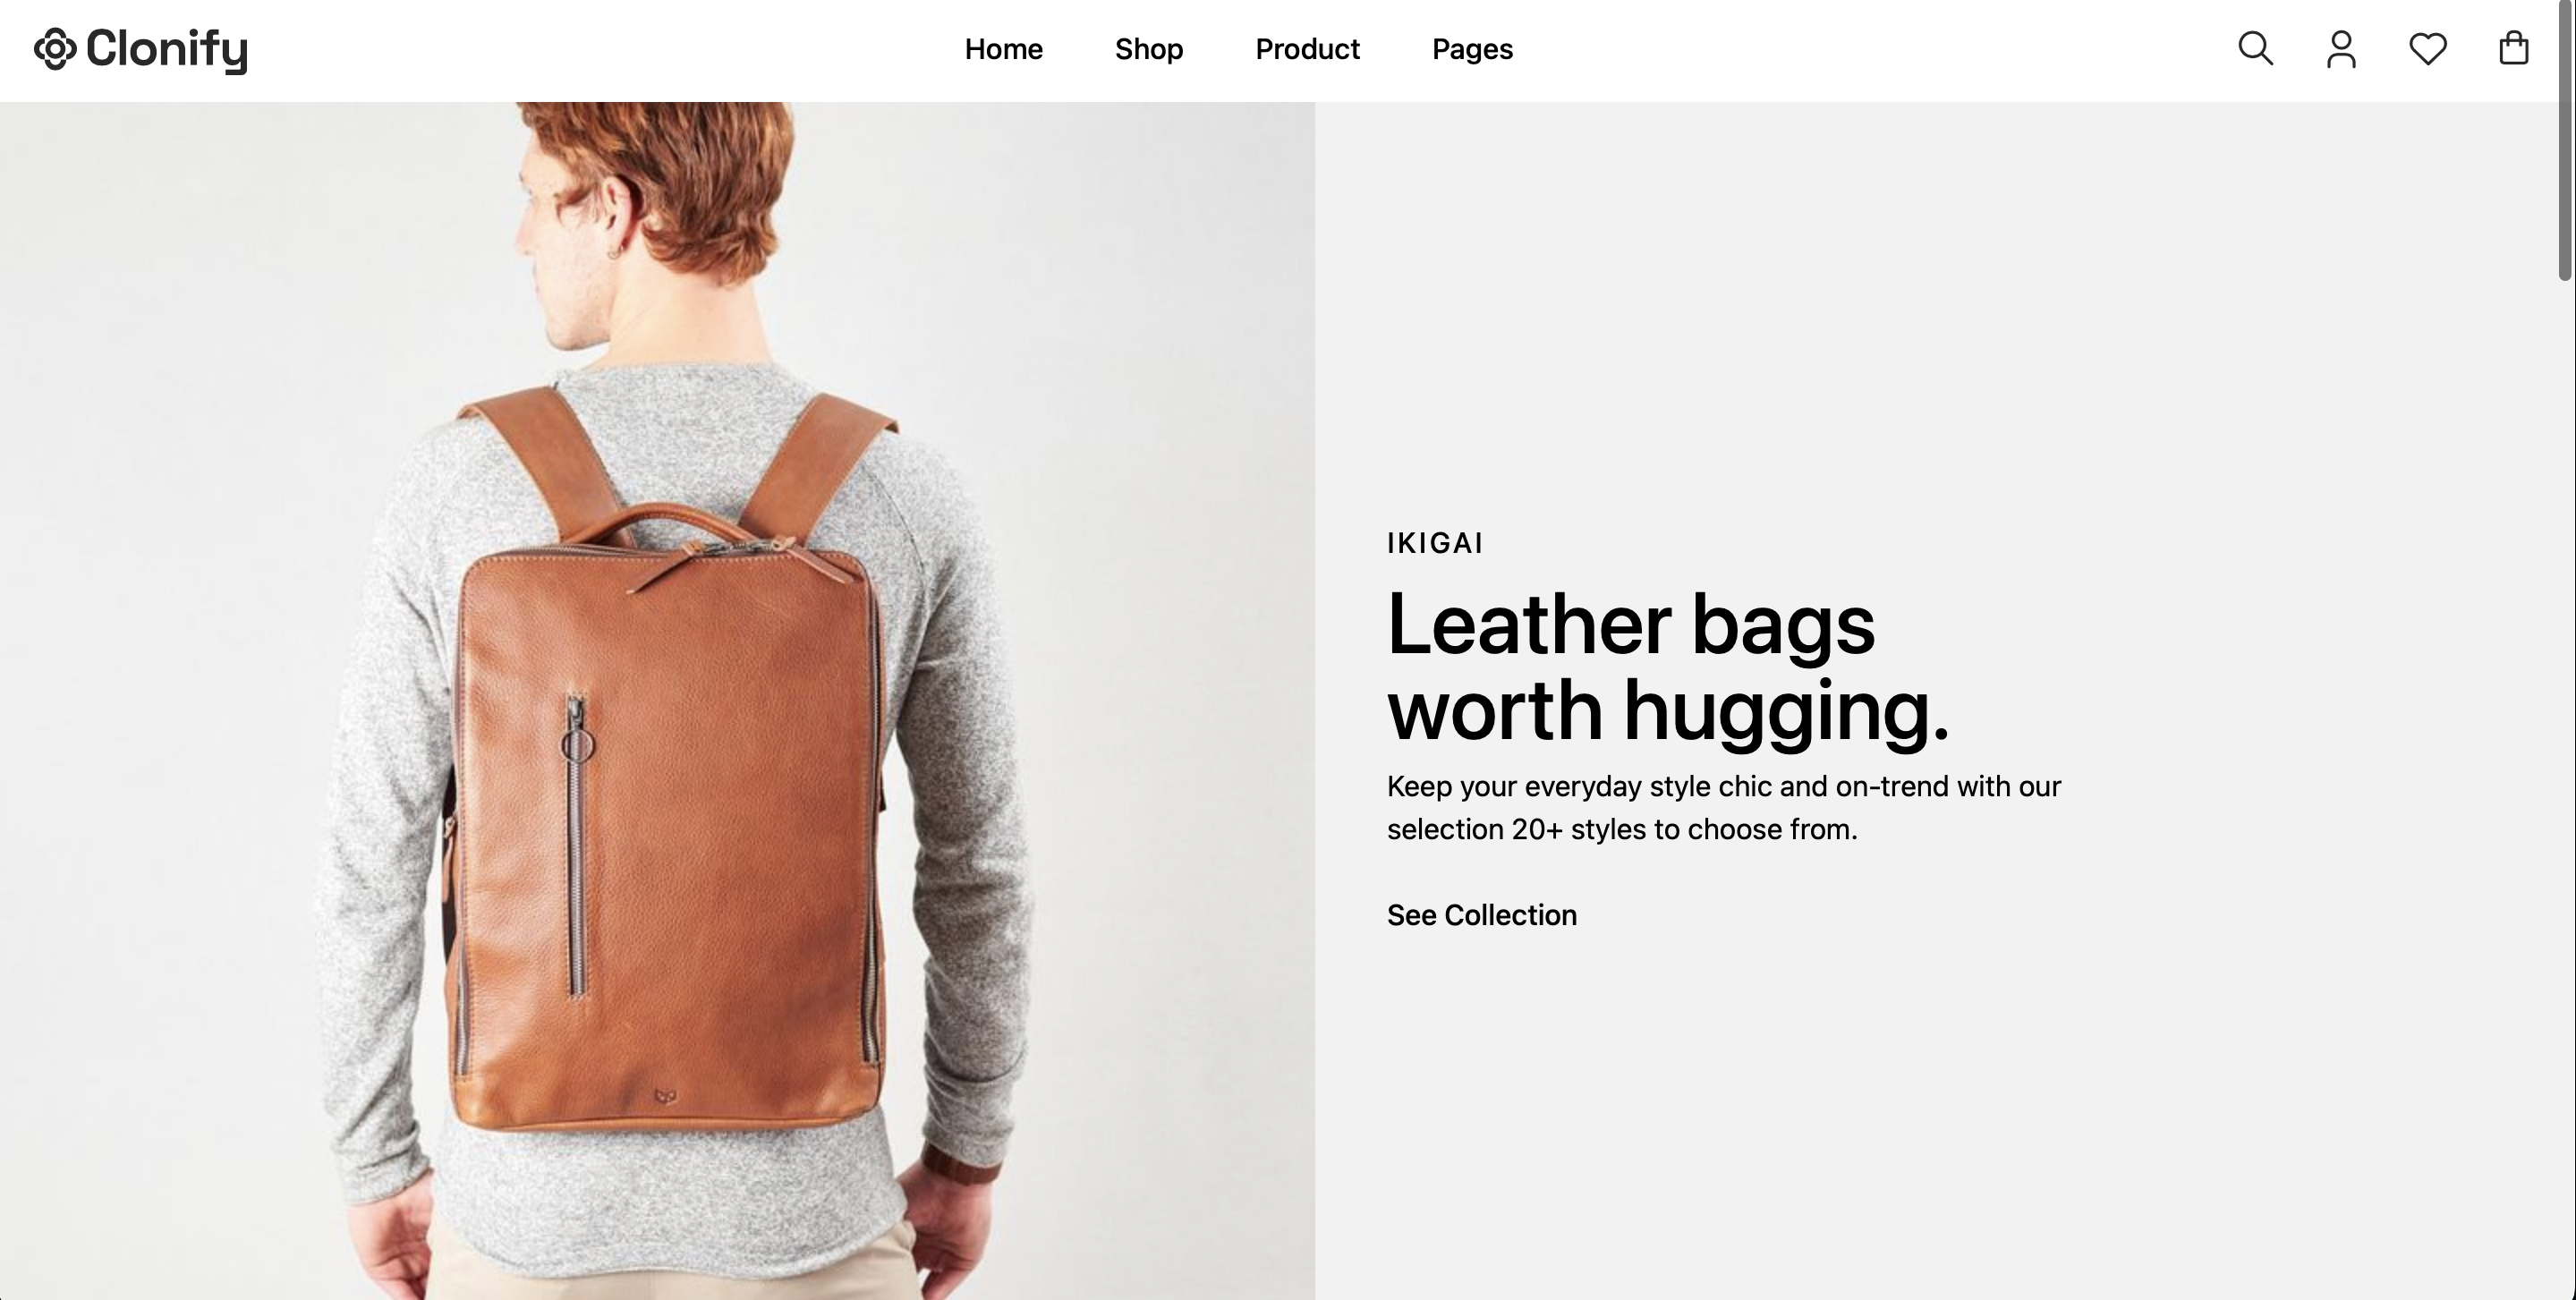 Clonify
Home
Shop
Product
Pages
IKIGAI
Leather bags
worth hugging.
Keep your everyday style chic and on-trend with our
selection 20+ styles to choose from.
See Collection